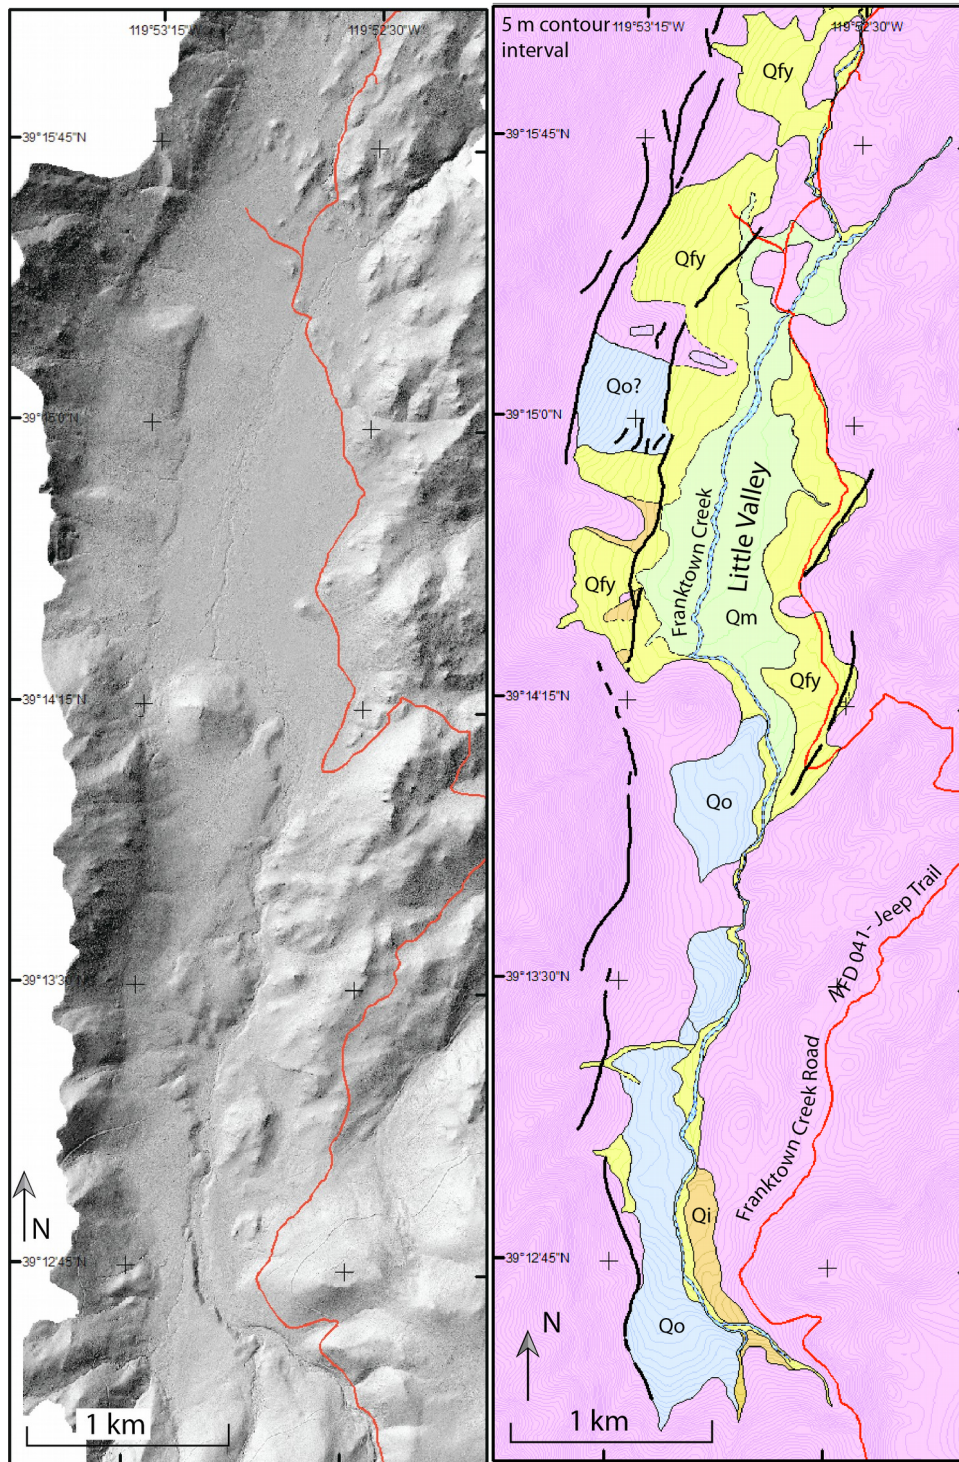 119°53'15"W
119°52'30"W
39°15'45"N
39°15'0"N
39°14'15"N
39°13'30"N
39°12'45"N
N
1 km
5 m contour
interval
119°53'15"W
119°52'30"W
Qfy
39°15'45"N
Qfy
Qo?
39°15'0"N
Franktown Creek
Little Valley
Qfy
Qm
Qfy
39°14'15"N
Qo
NFD 041- Jeep Trail
39°13'30"N
Franktown Creek Road
Qi
39°12'45"N
Qo
N
1 km